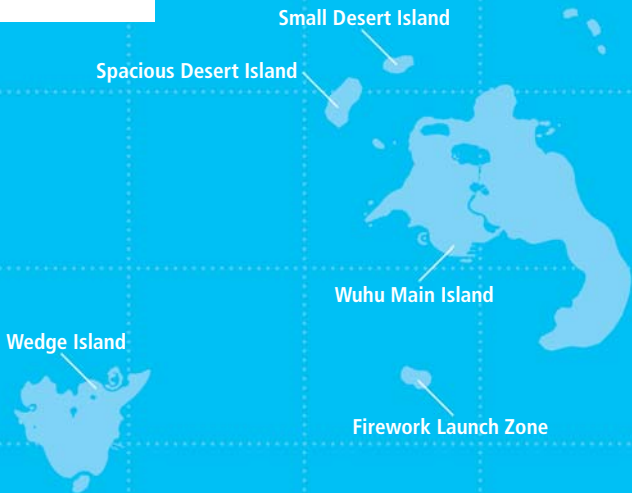 Small Desert Island
Spacious Desert Island
Wuhu Main Island
Wedge Island
Firework Launch Zone